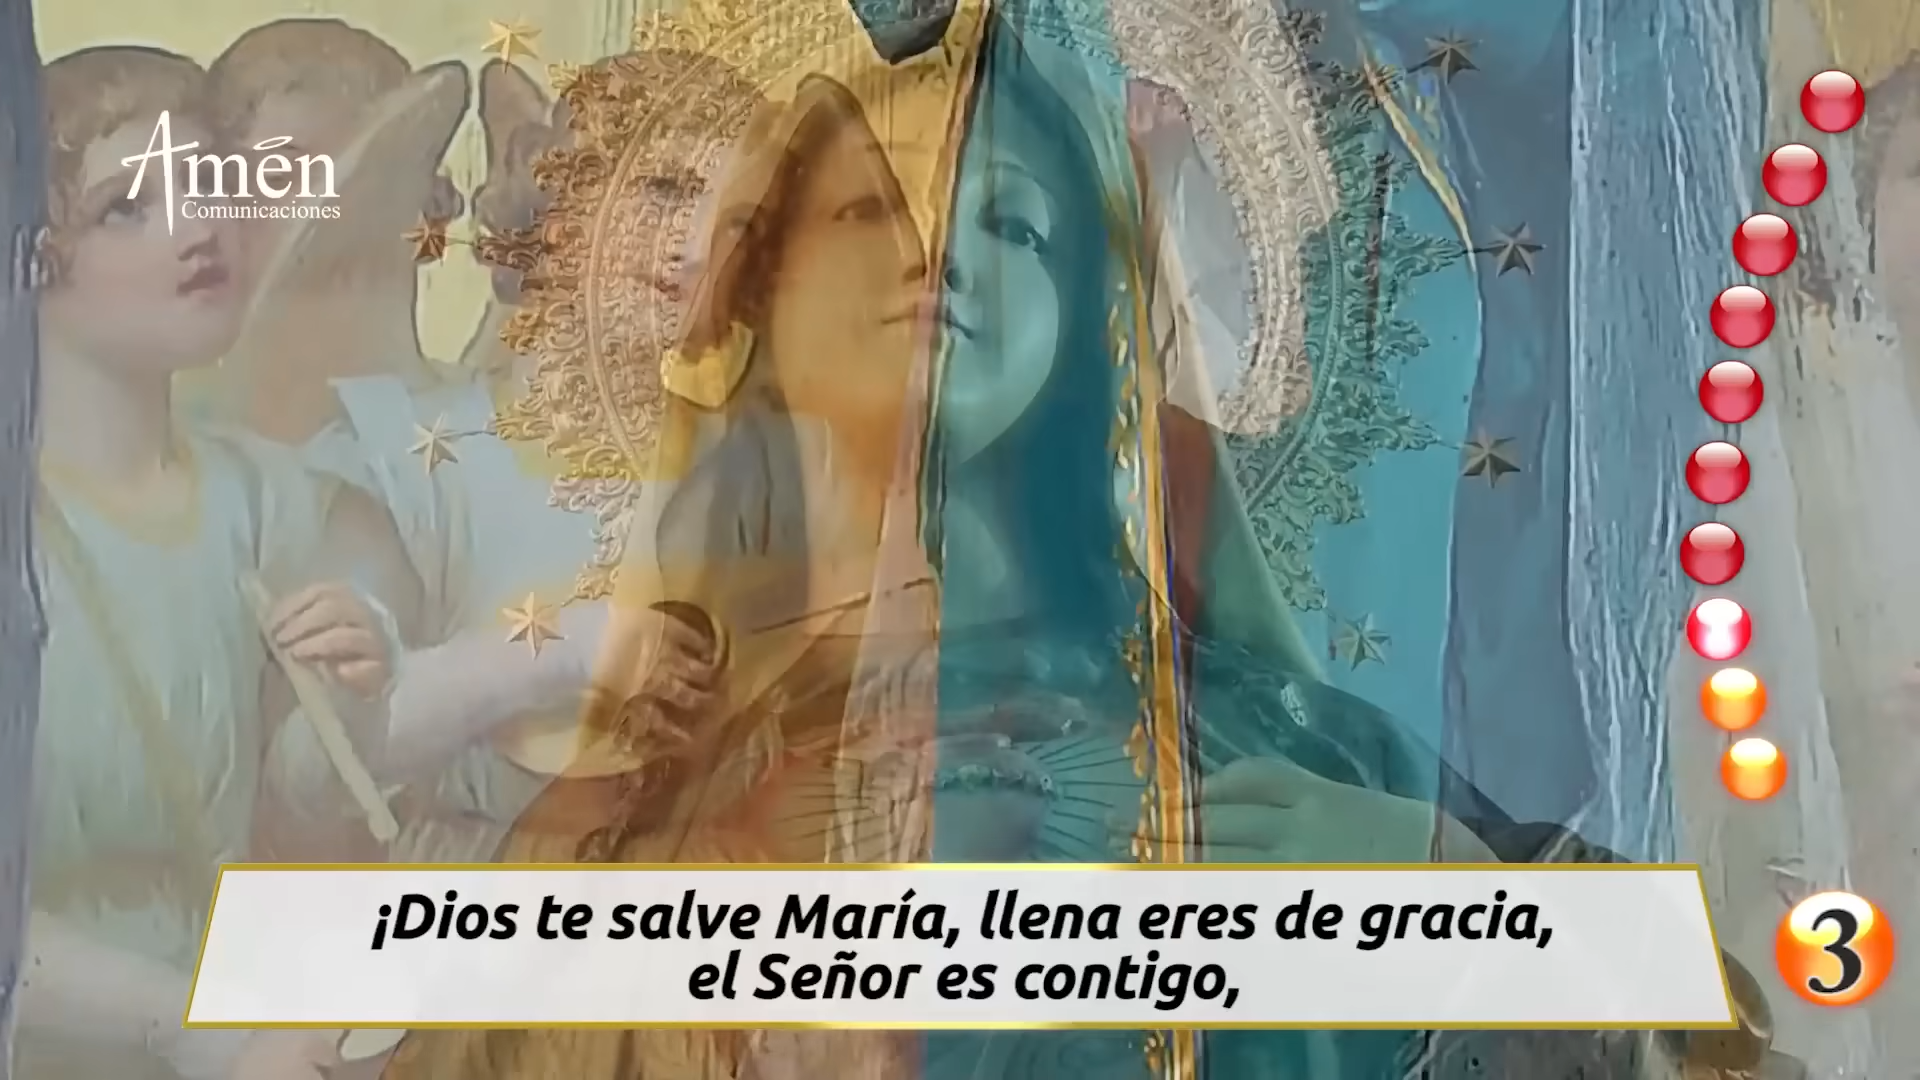 Amén
Comunicaciones
¡Dios te salve María, llena eres de gracia,
el Señor es contigo,
3